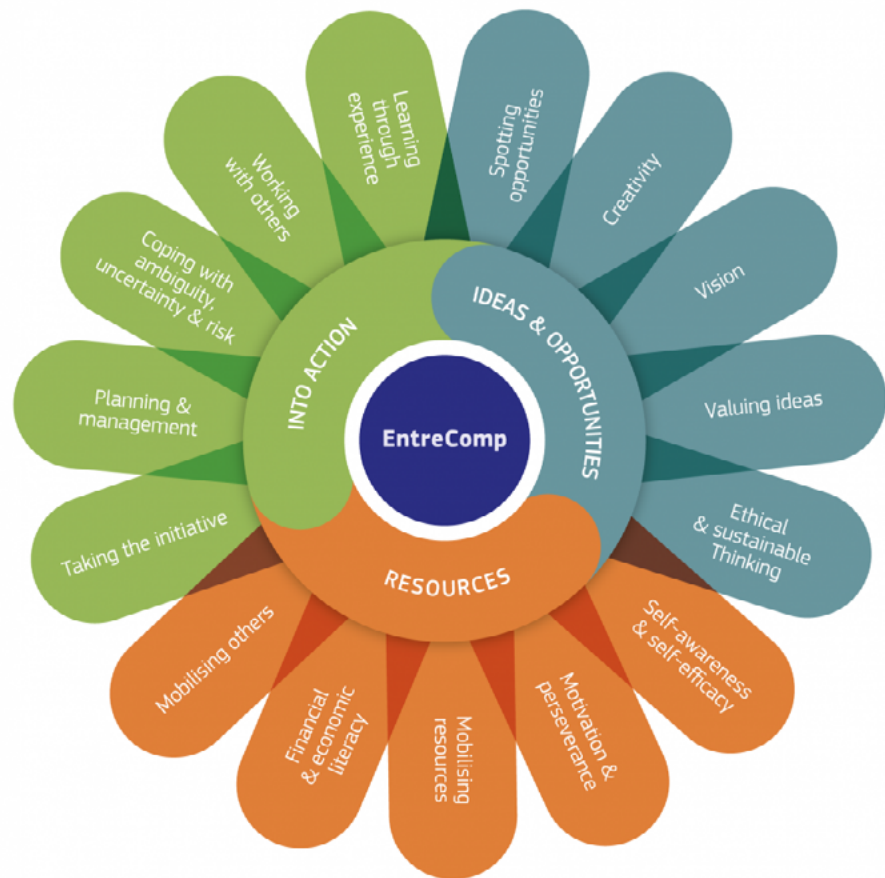 EntreComp
IDEAS & OPPORTUNITIES
Spotting
opportunities
Creativity
Vision
Valuing ideas
Ethical
& sustainable
Thinking
RESOURCES
Self-awareness
& self-efficacy
Motivation &
perseverance
Mobilising
resources
Financial
& economic
literacy
Mobilising others
INTO ACTION
Taking the initiative
Planning &
management
Coping with
ambiguity,
uncertainty & risk
Working
with others
Learning
through
experience